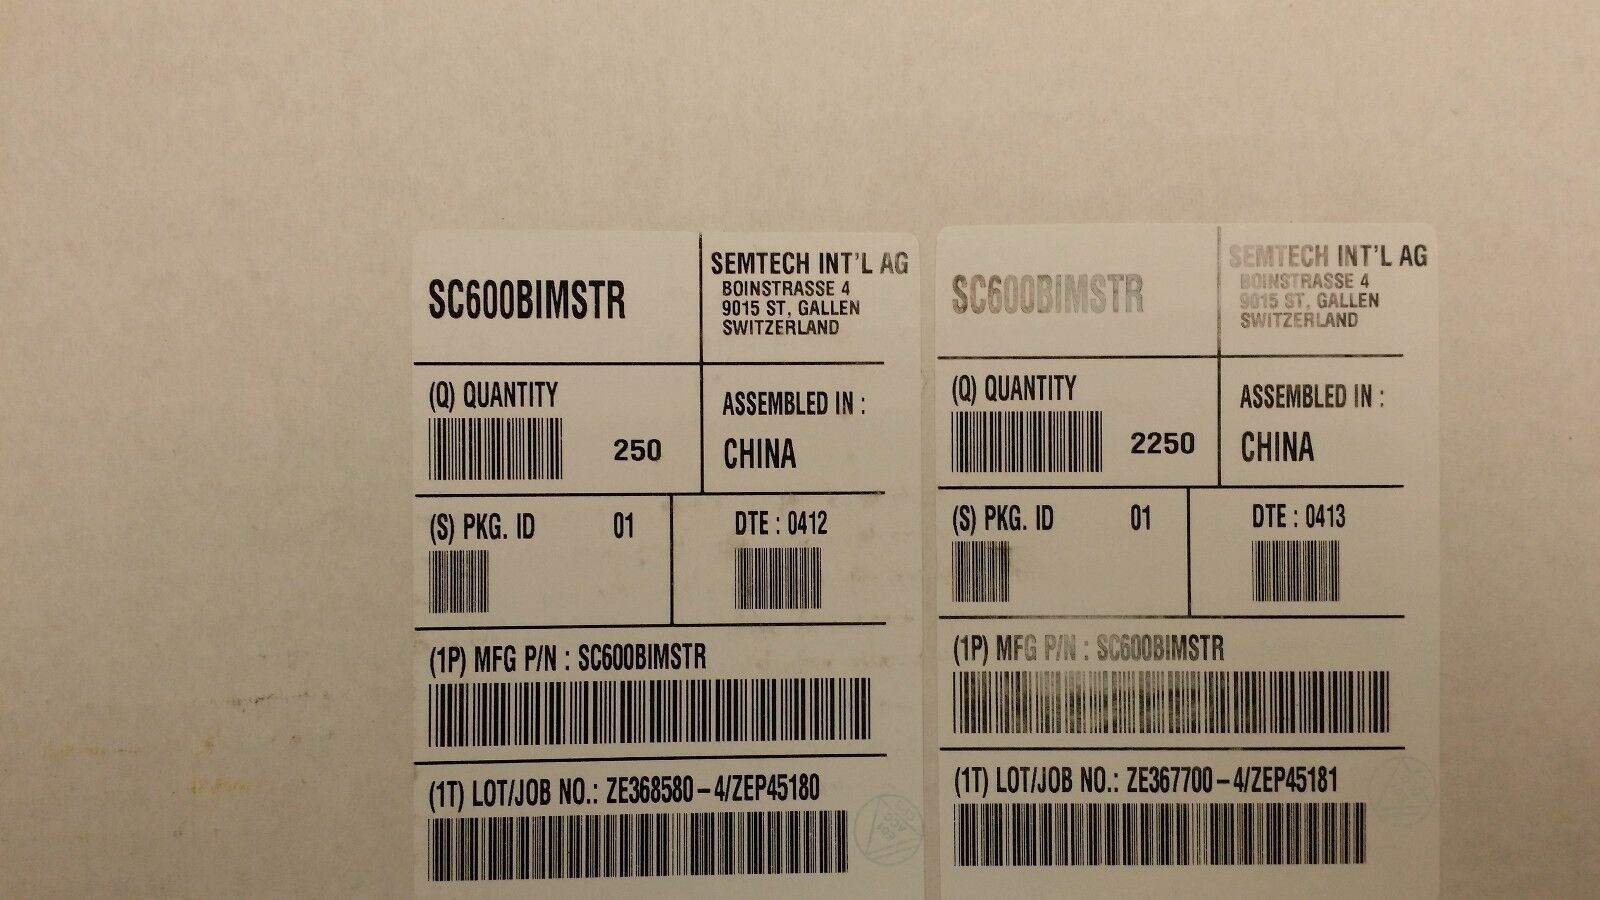 SC600BIMSTR
SEMTECH INT'L AG
BOINSTRASSE 4
9015 ST, GALLEN
SWITZERLAND
(Q) QUANTITY
250
ASSEMBLED IN :
CHINA
(S) PKG. ID 01
DTE : 0412
(1P) MFG P/N : SC600BIMSTR
(1T) LOT/JOB NO.: ZE368580-4/ZEP45180
SC600BIMSTR
SEMTECH INT'L AG
BOINSTRASSE 4
9015 ST, GALLEN
SWITZERLAND
(Q) QUANTITY
2250
ASSEMBLED IN :
CHINA
(S) PKG. ID 01
DTE : 0413
(1P) MFG P/N : SC600BIMSTR
(1T) LOT/JOB NO.: ZE367700-4/ZEP45181